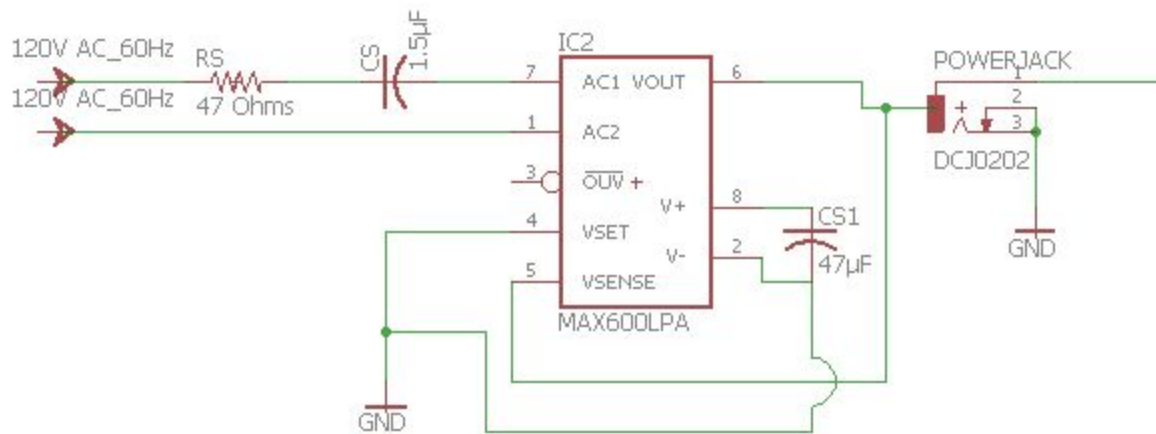 120V AC_60Hz
RS
47 Ohms
120V AC_60Hz
CS
1.5µF
IC2
7
AC1 VOUT
6
1
AC2
3
OUV +
4
VSET
V+
8
V-
2
5
VSENSE
MAX600LPA
CS1
47µF
POWERJACK
1
2
+
3
DCJ0202
GND
GND